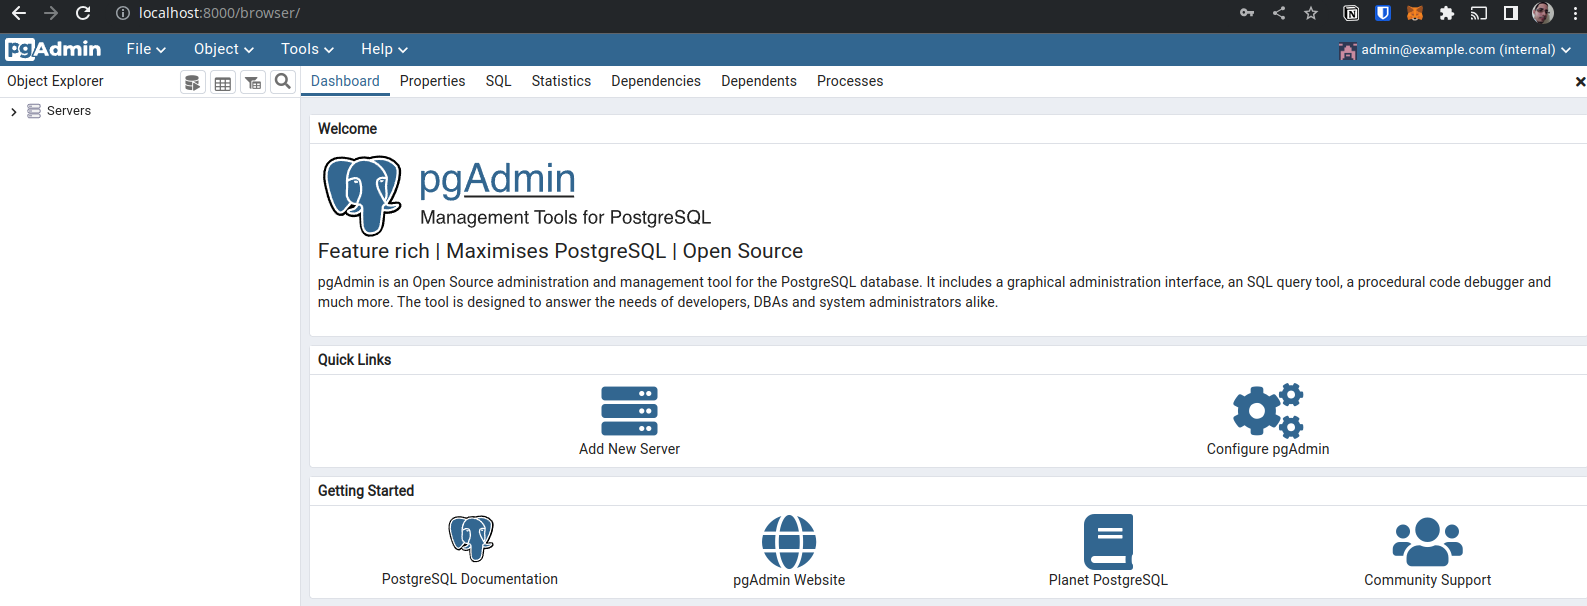 localhost:8000/browser/
pgAdmin File Object Tools Help admin@example.com (internal)
Object Explorer
Dashboard Properties SQL Statistics Dependencies Dependents Processes
Servers
Welcome
pgAdmin
Management Tools for PostgreSQL
Feature rich | Maximises PostgreSQL | Open Source
pgAdmin is an Open Source administration and management tool for the PostgreSQL database. It includes a graphical administration interface, an SQL query tool, a procedural code debugger and
much more. The tool is designed to answer the needs of developers, DBAs and system administrators alike.
Quick Links
Add New Server
Configure pgAdmin
Getting Started
PostgreSQL Documentation
pgAdmin Website
Planet PostgreSQL
Community Support